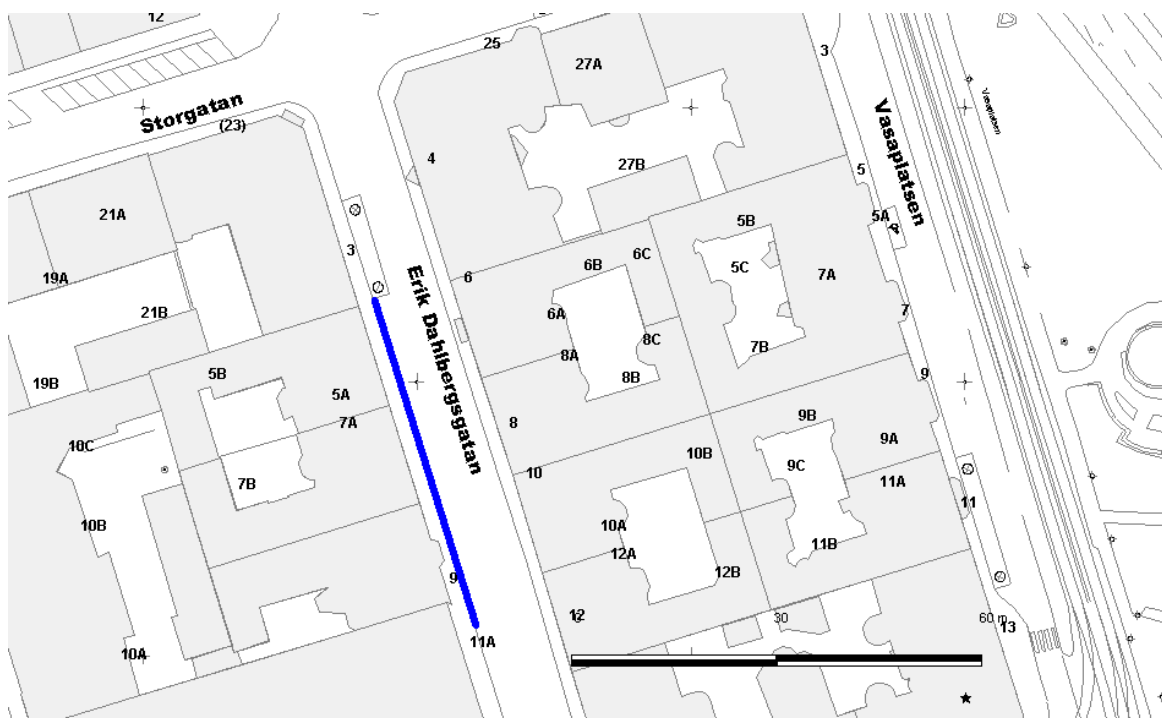 12
25
27A
3
Storgatan
(23)
Vasaplatsen
Vasaplatsen
4
27B
5
21A
5A
3
6
6B
6C
5B
5C
7A
19A
21B
Erik Dahlbergsgatan
6A
7
8A
8C
7B
19B
5B
8B
9
5A
7A
8
9B
10C
10
10B
9A
9C
7B
11A
11
10B
10A
12A
11B
9
12B
12
0
30
60 m
13
11A
10A